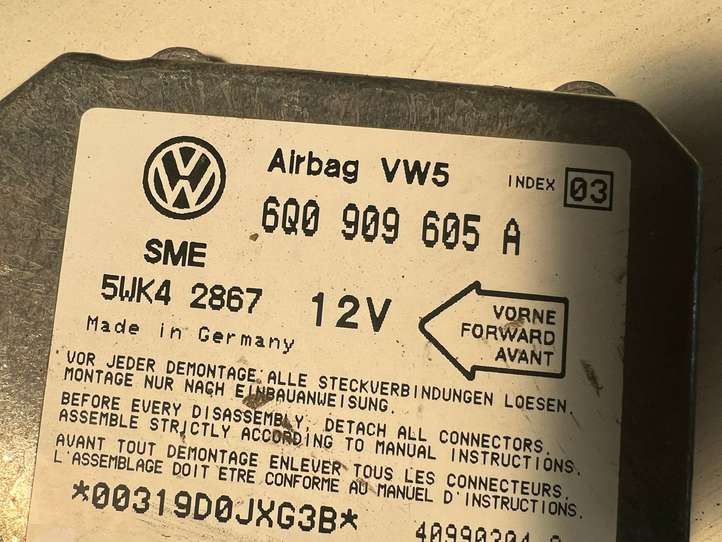 Airbag VW5
INDEX 03
6Q0 909 605 A
SME
5WK4 2867
12V
VORNE
FORWARD
AVANT
Made in Germany
VOR JEDER DEMONTAGE ALLE STECKVERBINDUNGEN LOESEN.
MONTAGE NUR NACH EINBAUANWEISUNG.
BEFORE EVERY DISASSEMBLY, DETACH ALL CONNECTORS.
ASSEMBLE STRICTLY ACCORDING TO MANUAL INSTRUCTIONS.
AVANT TOUT DEMONTAGE ENLEVER TOUS LES CONNECTEURS.
L'ASSEMBLAGE DOIT ETRE CONFORME AU MANUEL D'INSTRUCTIONS.
*00319D0JXG3B*